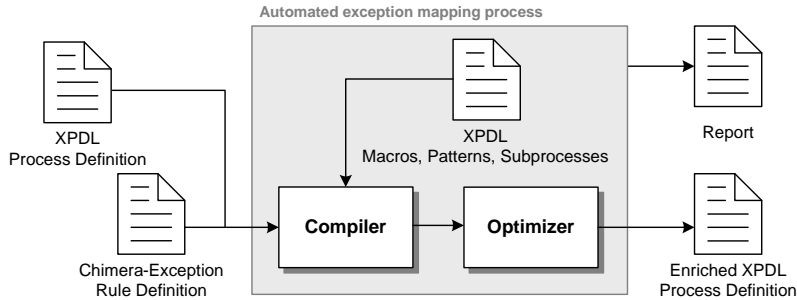 Automated exception mapping process
XPDL
Process Definition
XPDL
Macros, Patterns, Subprocesses
Report
Chimera-Exception
Rule Definition
Compiler
Optimizer
Enriched XPDL
Process Definition